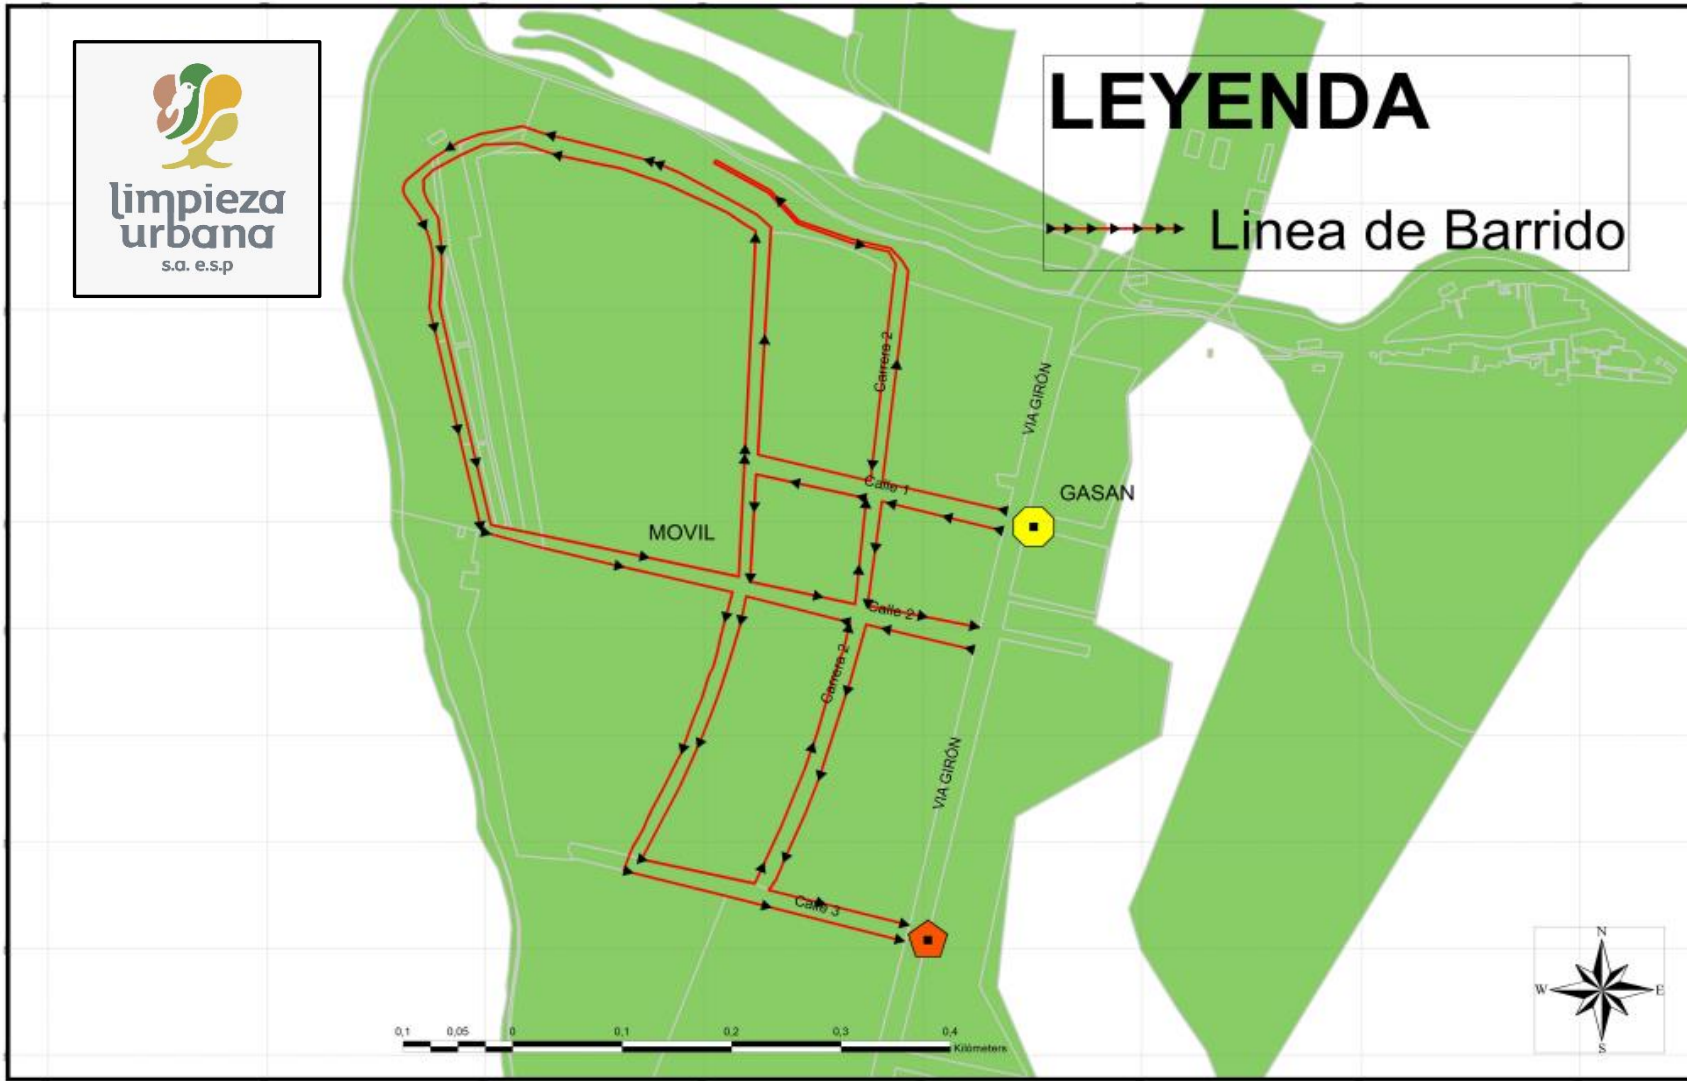 limpieza
urbana
s.a. e.s.p
LEYENDA
Linea de Barrido
Carrera 2
VIA GIRÓN
Calle 1
GASAN
MOVIL
Calle 2
Carrera 2
VIA GIRÓN
Calle 3
N
W E
S
0,1 0,05 0 0,1 0,2 0,3 0,4
Kilómeters